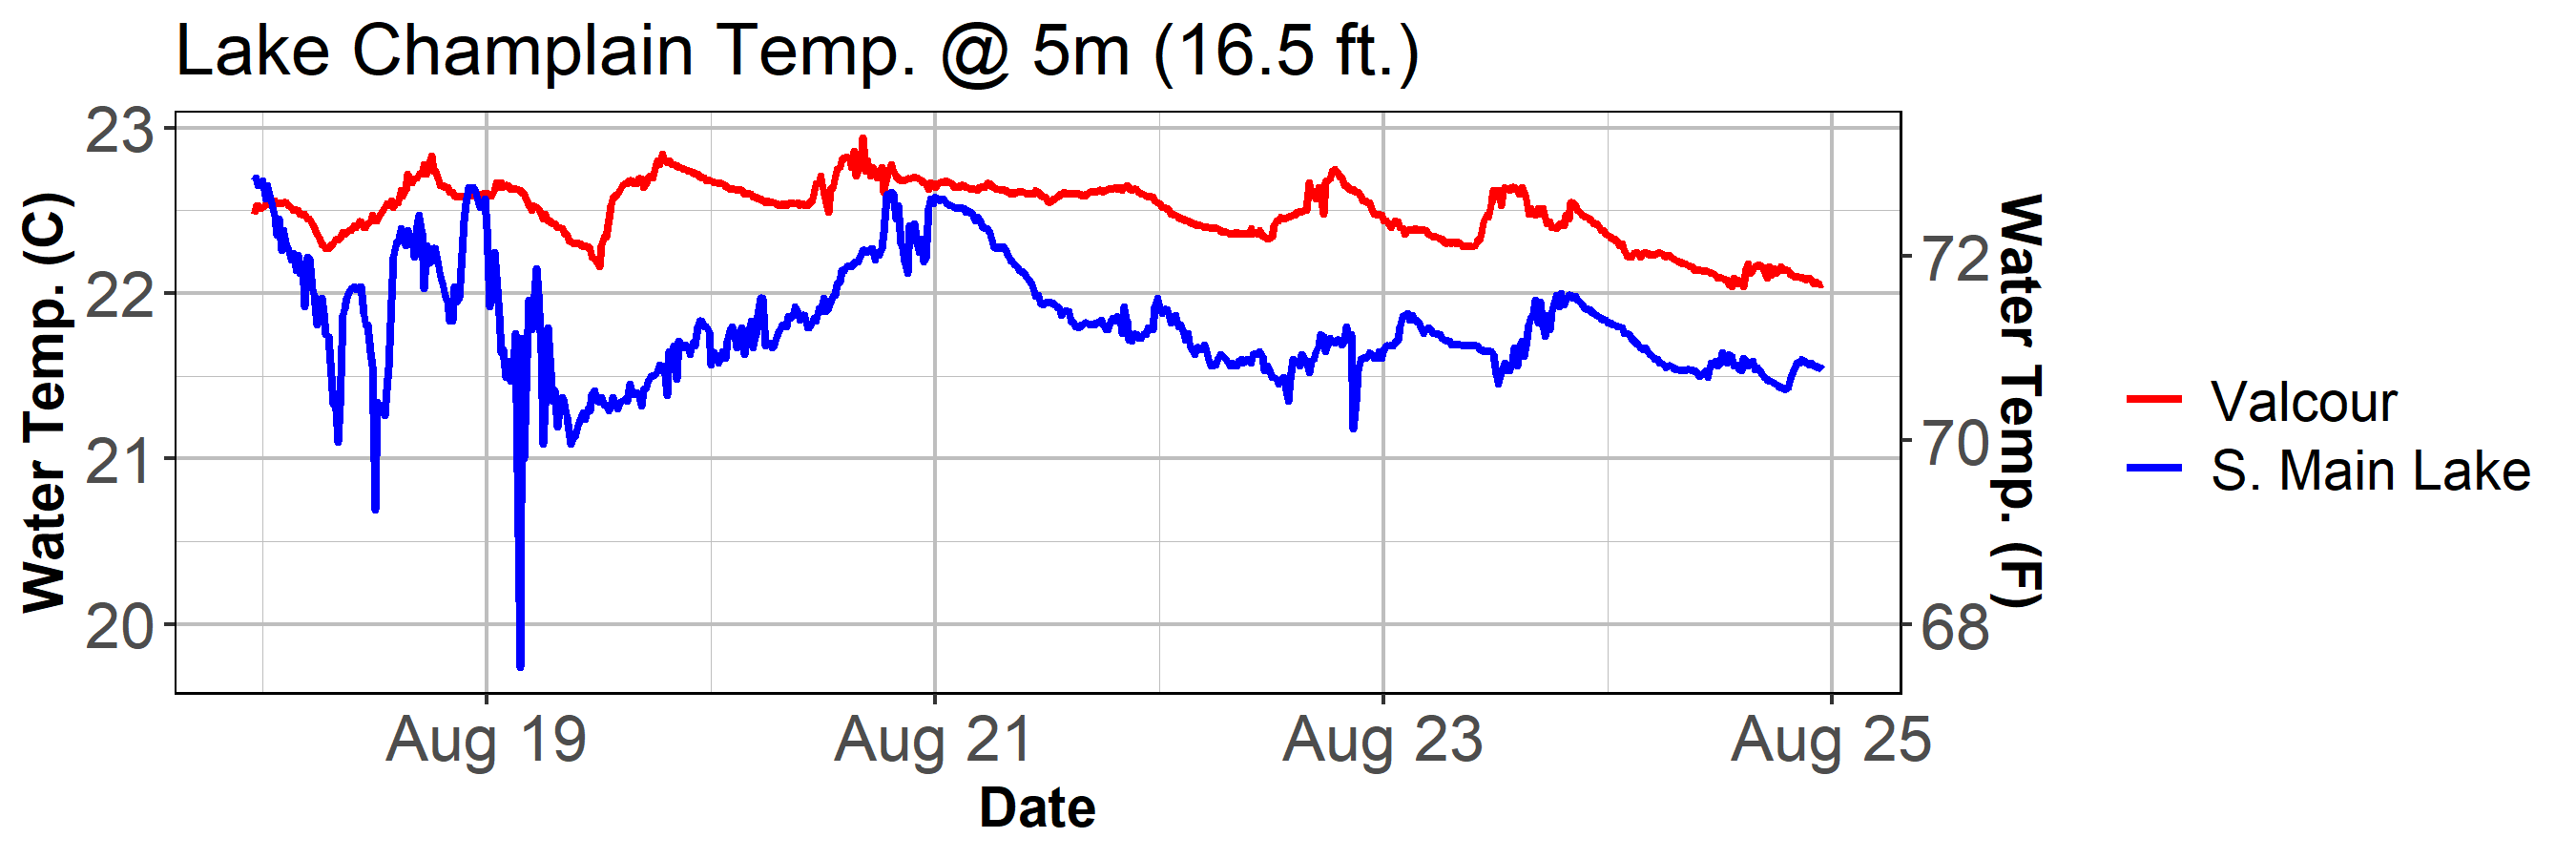 Lake Champlain Temp. @ 5m (16.5 ft.)
Water Temp. (C)
23
22
21
20
72
70
68
Water Temp. (F)
Aug 19
Aug 21
Aug 23
Aug 25
Date
Valcour
S. Main Lake